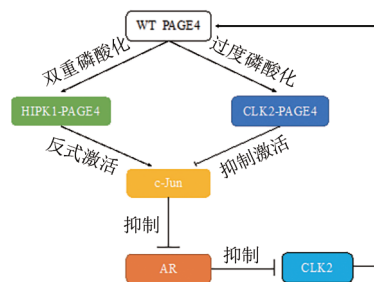 WT PAGE4
双重磷酸化
过度磷酸化
HIPK1-PAGE4
CLK2-PAGE4
反式激活
抑制激活
c-Jun
抑制
AR
抑制
CLK2